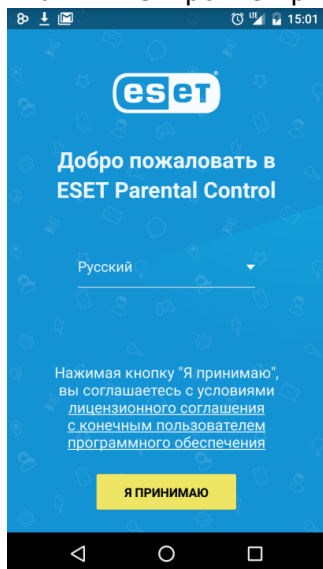 15:01
eset
Добро пожаловать в
ESET Parental Control
Русский
Нажимая кнопку "Я принимаю",
вы соглашаетесь с условиями
лицензионного соглашения
с конечным пользователем
программного обеспечения
Я ПРИНИМАЮ